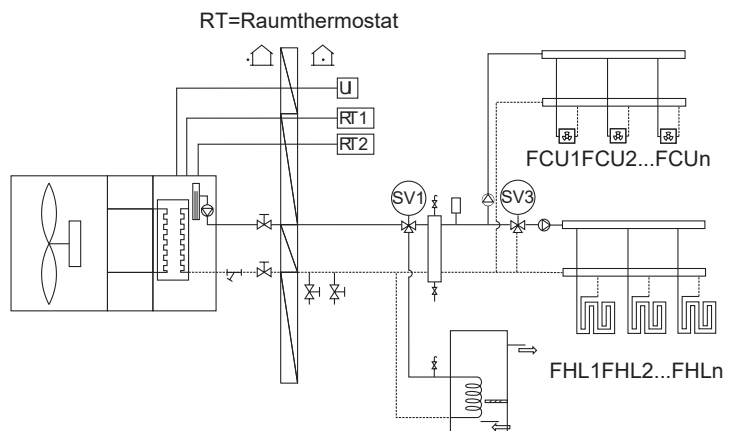 RT=Raumthermostat
U
RT1
RT2
SV1
SV3
FCU1FCU2...FCUn
FHL1FHL2...FHLn